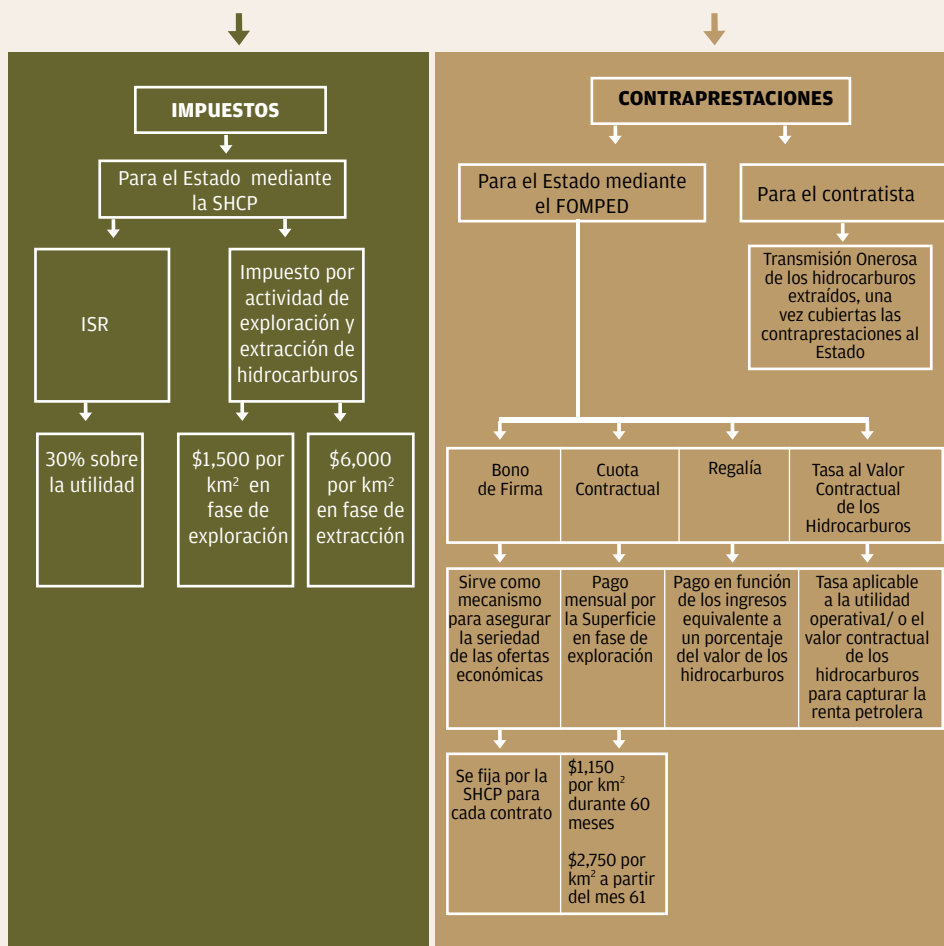 IMPUESTOS
Para el Estado mediante
la SHCP
ISR
Impuesto por
actividad de
exploración y
extracción de
hidrocarburos
30% sobre
la utilidad
$1,500 por
km² en
fase de
exploración
$6,000
por km²
en fase de
extracción
CONTRAPRESTACIONES
Para el Estado mediante
el FOMPED
Para el contratista
Transmisión Onerosa
de los hidrocarburos
extraídos, una
vez cubiertas las
contraprestaciones al
Estado
Bono
de Firma
Cuota
Contractual
Regalía
Tasa al Valor
Contractual
de los
Hidrocarburos
Sirve como
mecanismo
para asegurar
la seriedad
de las ofertas
económicas
Pago
mensual por
la Superficie
en fase de
exploración
Pago en función
de los ingresos
equivalente a
un porcentaje
del valor de los
hidrocarburos
Tasa aplicable
a la utilidad
operativa1/ o el
valor contractual
de los
hidrocarburos
para capturar la
renta petrolera
Se fija por la
SHCP para
cada contrato
$1,150
por km²
durante 60
meses
$2,750 por
km² a partir
del mes 61